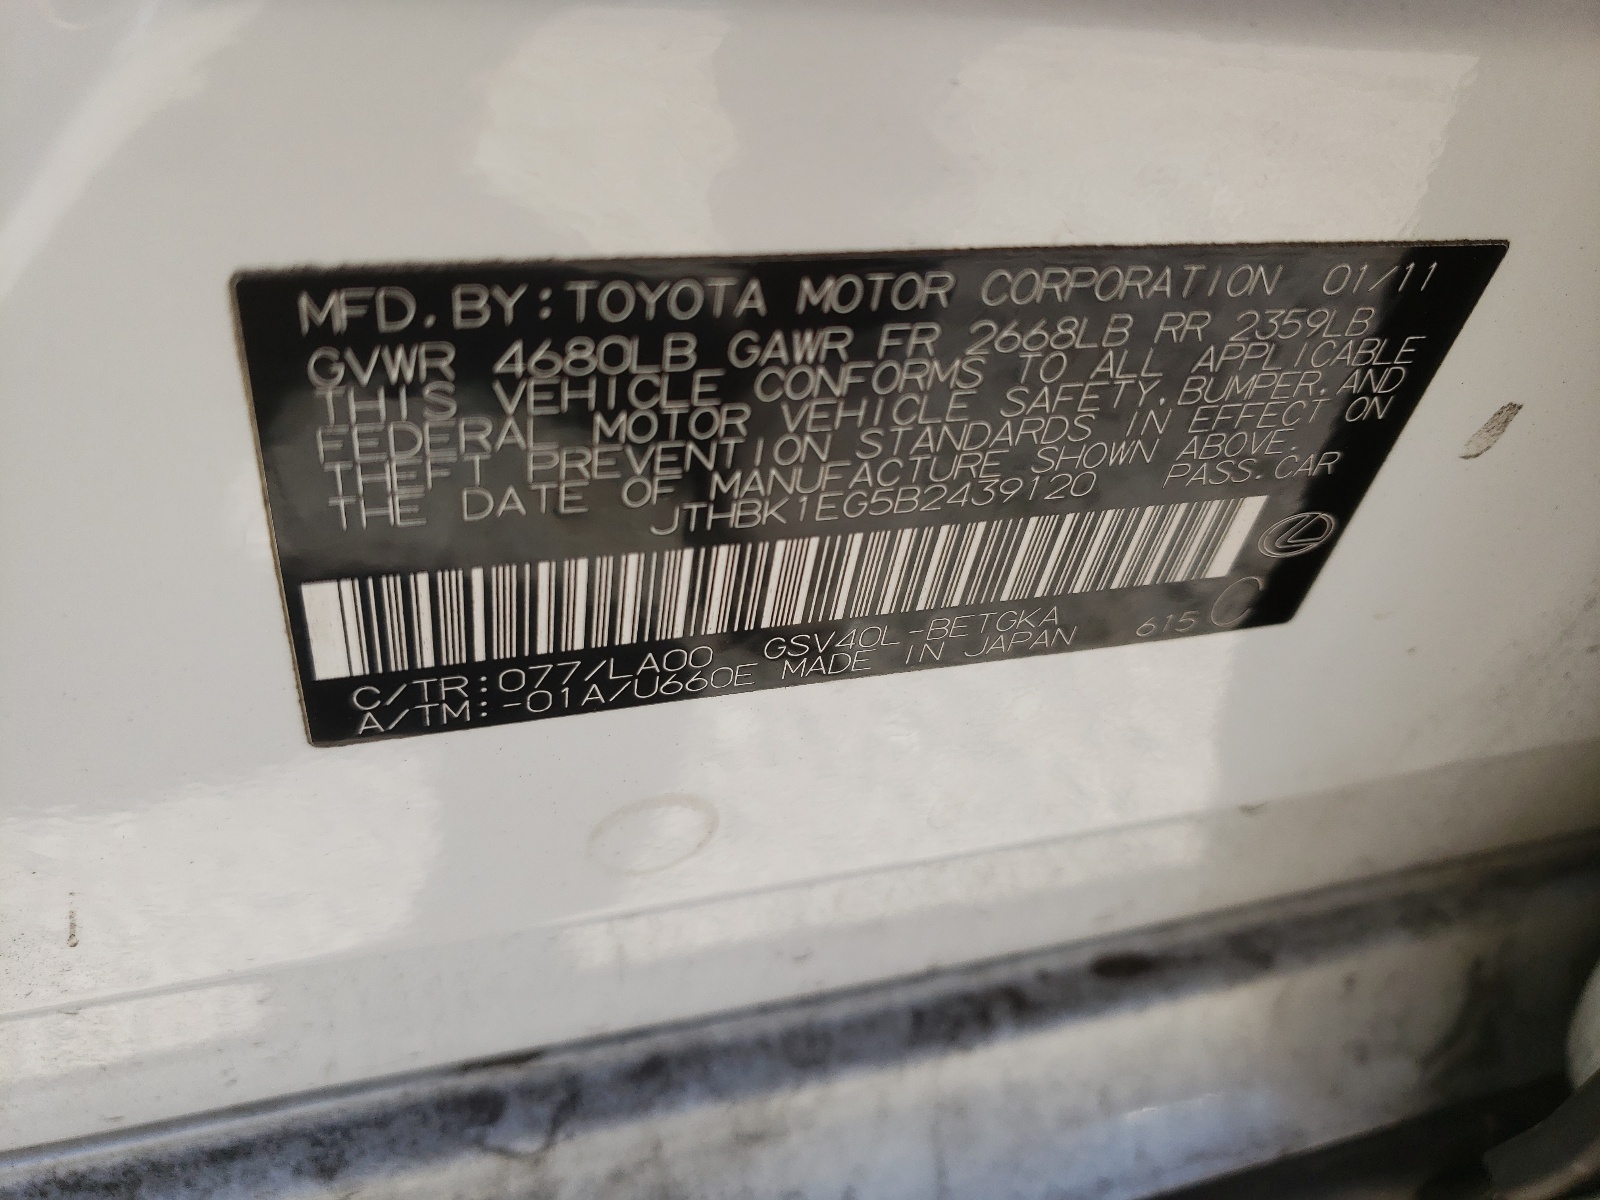 MFD. BY: TOYOTA MOTOR CORPORATION 01/11
GVWR 4680LB GAWR FR 2668LB RR 2359LB
THIS VEHICLE CONFORMS TO ALL APPLICABLE
FEDERAL MOTOR VEHICLE SAFETY, BUMPER, AND
THEFT PREVENTION STANDARDS IN EFFECT ON
THE DATE OF MANUFACTURE SHOWN ABOVE.
JTHBK1EG5B2439120 PASS. CAR
C/TR: 077/LA00 GSV40L-BETGKA
A/TM: -01A/U660E MADE IN JAPAN 615 C